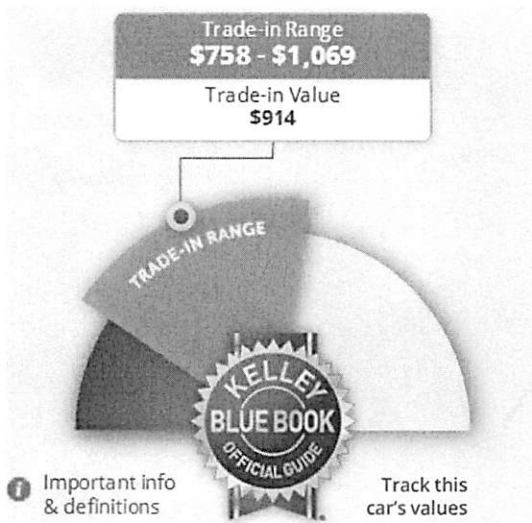 Trade-in Range
$758 - $1,069
Trade-in Value
$914
TRADE-IN RANGE
KELLEY
BLUE BOOK
OFFICIAL GUIDE
i Important info
& definitions
Track this
car's values